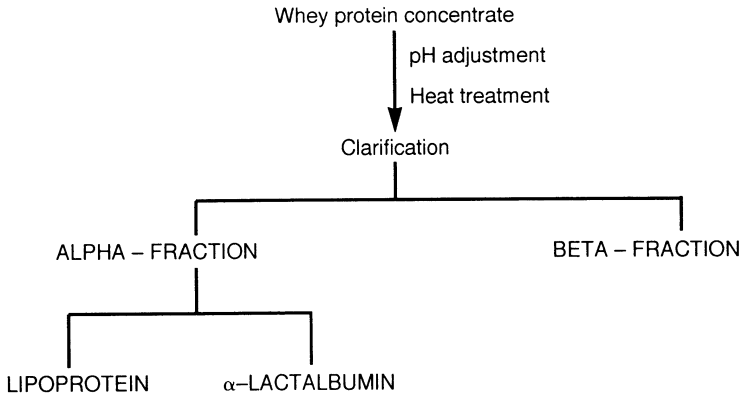 Whey protein concentrate
pH adjustment
Heat treatment
Clarification
ALPHA – FRACTION
BETA – FRACTION
LIPOPROTEIN
α–LACTALBUMIN